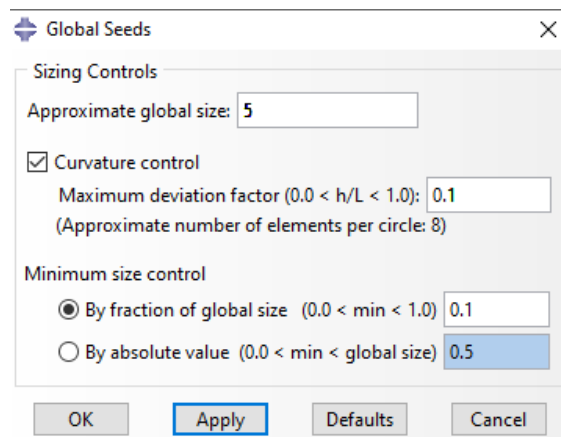 Global Seeds
Sizing Controls
Approximate global size: 5
Curvature control
Maximum deviation factor (0.0 < h/L < 1.0): 0.1
(Approximate number of elements per circle: 8)
Minimum size control
By fraction of global size (0.0 < min < 1.0) 0.1
By absolute value (0.0 < min < global size) 0.5
OK Apply Defaults Cancel